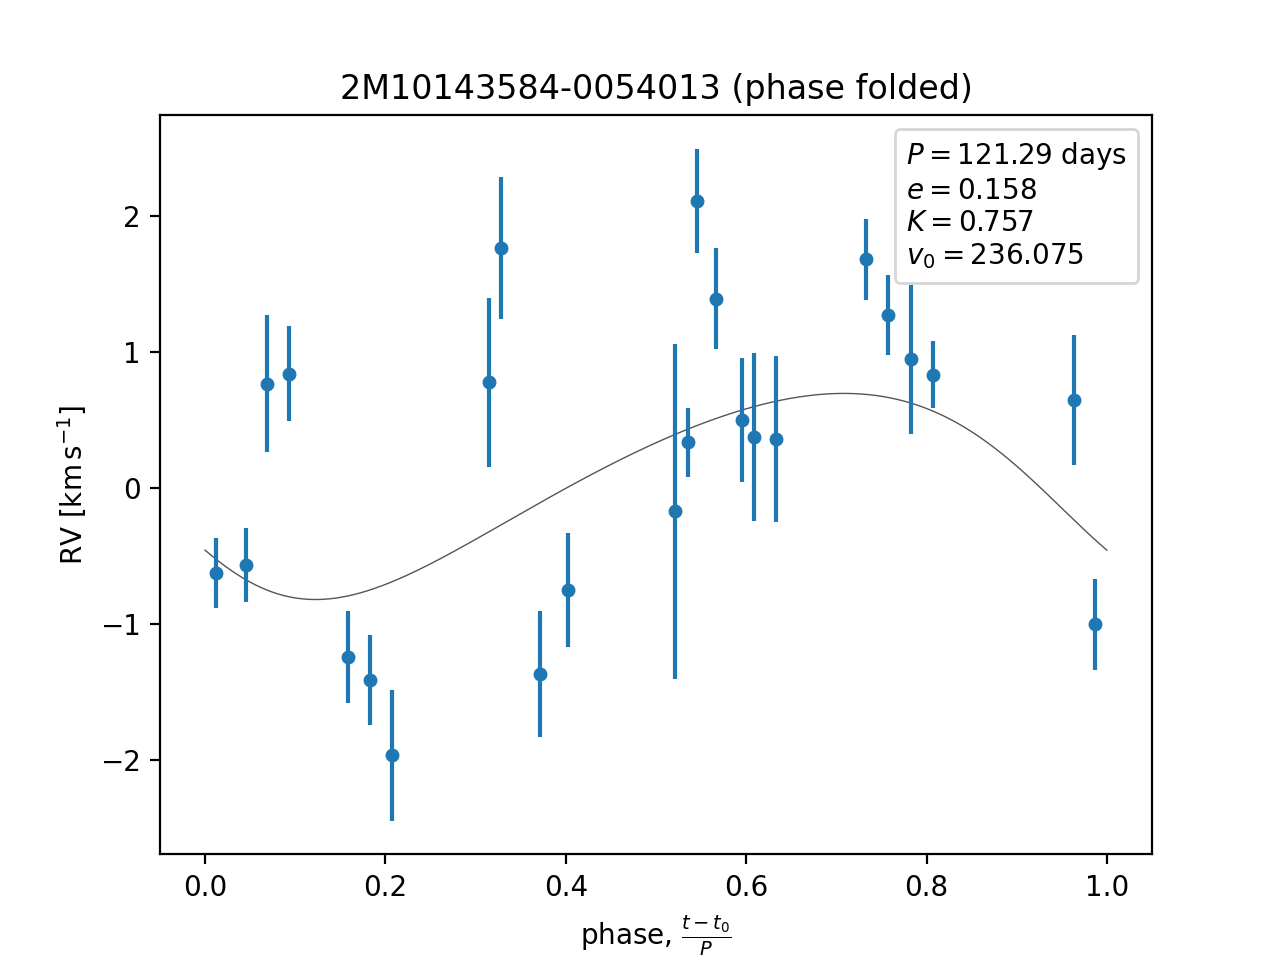 2M10143584-0054013 (phase folded)
P = 121.29 days
e = 0.158
K = 0.757
v₀ = 236.075
RV [km s⁻¹]
2
1
0
−1
−2
0.0 0.2 0.4 0.6 0.8 1.0
phase, (t − t₀)/P